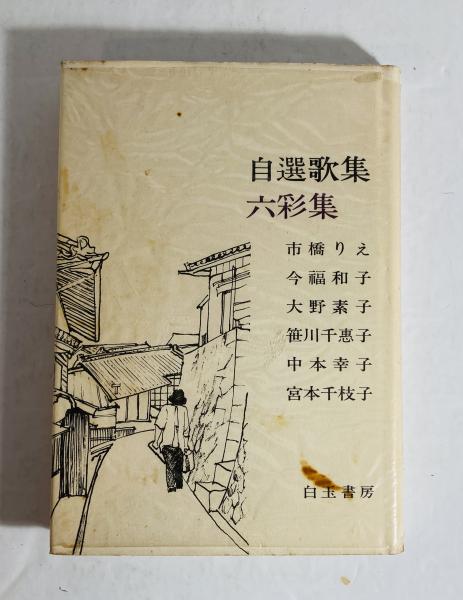 自選歌集
六彩集
市橋りえ
今福和子
大野素子
笹川千惠子
中本幸子
宮本千枝子
白玉書房